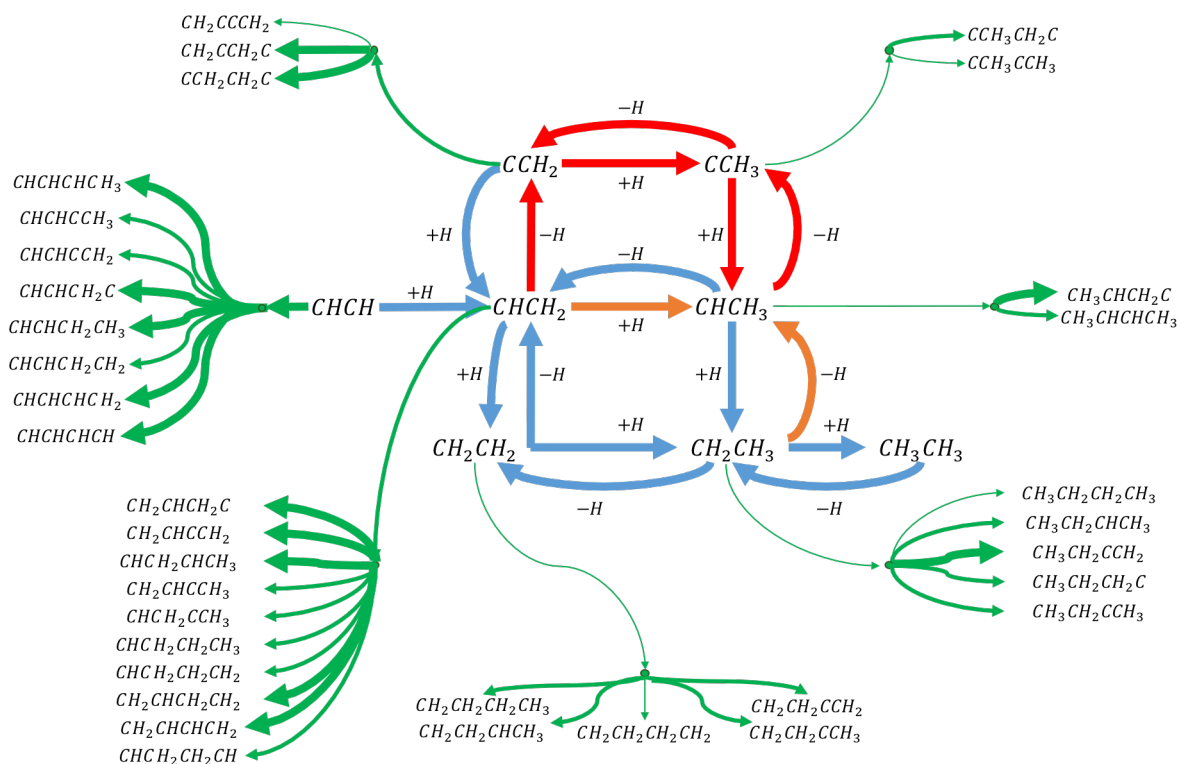 CH₂CCCH₂
CH₂CCH₂C
CCH₂CH₂C
CCH₃CH₂C
CCH₃CCH₃
−H
CCH₂
CCH₃
+H
CHCHCHCH₃
CHCHCCH₃
CHCHCCH₂
CHCHCH₂C
CHCHCH₂CH₃
CHCHCH₂CH₂
CHCHCHCH₂
CHCHCHCH
+H
−H
+H
−H
−H
CHCH
+H
CHCH₂
+H
CHCH₃
CH₃CHCH₂C
CH₃CHCHCH₃
+H
−H
+H
−H
+H
+H
CH₂CH₂
CH₂CH₃
CH₃CH₃
−H
−H
CH₂CHCH₂C
CH₂CHCCH₂
CHCH₂CHCH₃
CH₂CHCCH₃
CHCH₂CCH₃
CHCH₂CH₂CH₃
CHCH₂CH₂CH₂
CH₂CHCH₂CH₂
CH₂CHCHCH₂
CHCH₂CH₂CH
CH₃CH₂CH₂CH₃
CH₃CH₂CHCH₃
CH₃CH₂CCH₂
CH₃CH₂CH₂C
CH₃CH₂CCH₃
CH₂CH₂CH₂CH₃
CH₂CH₂CHCH₃
CH₂CH₂CH₂CH₂
CH₂CH₂CCH₂
CH₂CH₂CCH₃